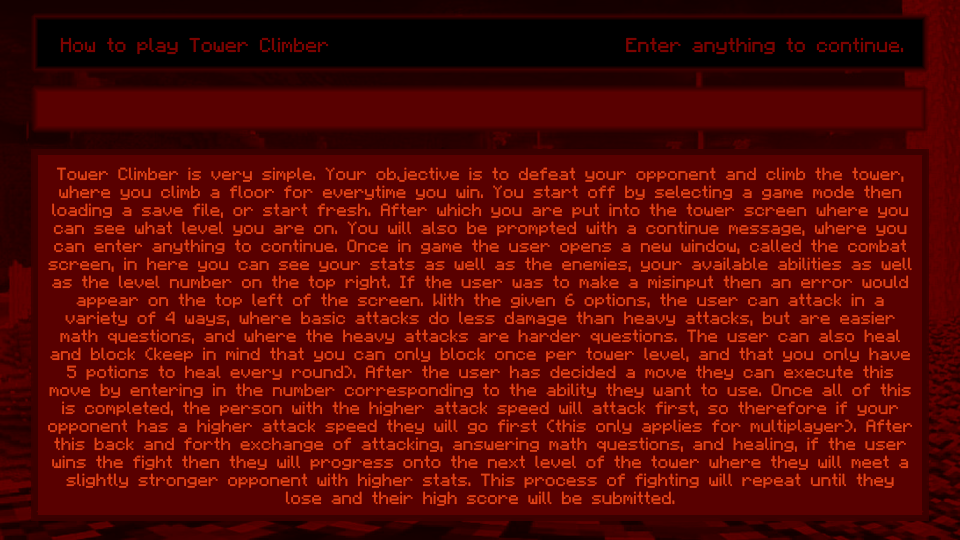 How to play Tower Climber
Enter anything to continue.
Tower Climber is very simple. Your objective is to defeat your opponent and climb the tower,
where you climb a floor for everytime you win. You start off by selecting a game mode then
loading a save file, or start fresh. After which you are put into the tower screen where you
can see what level you are on. You will also be prompted with a continue message, where you
can enter anything to continue. Once in game the user opens a new window, called the combat
screen, in here you can see your stats as well as the enemies, your available abilities as well
as the level number on the top right. If the user was to make a misinput then an error would
appear on the top left of the screen. With the given 6 options, the user can attack in a
variety of 4 ways, where basic attacks do less damage than heavy attacks, but are easier
math questions, and where the heavy attacks are harder questions. The user can also heal
and block (keep in mind that you can only block once per tower level, and that you only have
5 potions to heal every round). After the user has decided a move they can execute this
move by entering in the number corresponding to the ability they want to use. Once all of this
is completed, the person with the higher attack speed will attack first, so therefore if your
opponent has a higher attack speed they will go first (this only applies for multiplayer). After
this back and forth exchange of attacking, answering math questions, and healing, if the user
wins the fight then they will progress onto the next level of the tower where they will meet a
slightly stronger opponent with higher stats. This process of fighting will repeat until they
lose and their high score will be submitted.